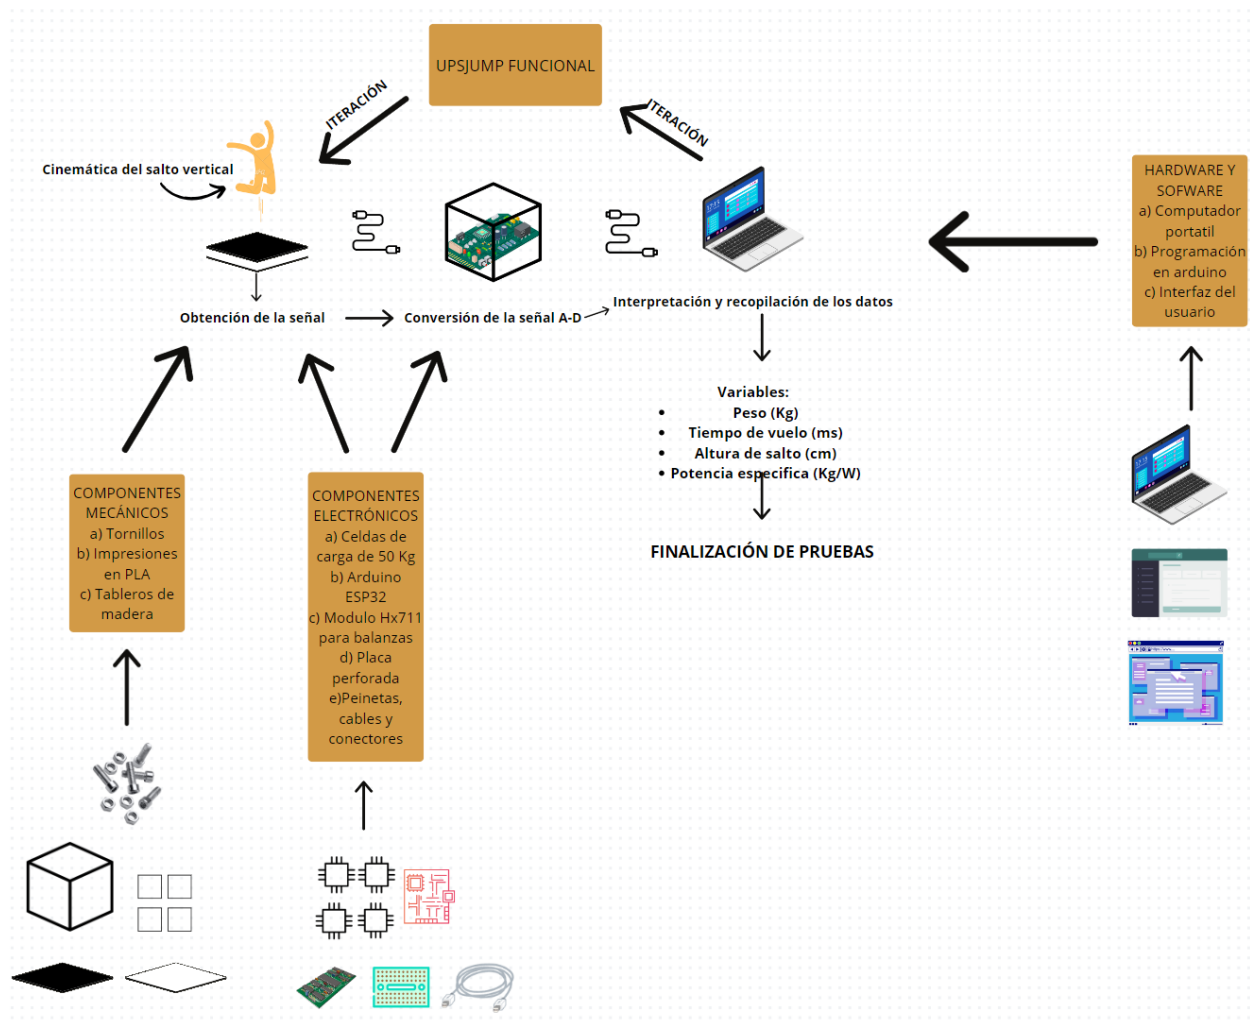 UPSJUMP FUNCIONAL
ITERACIÓN
ITERACIÓN
Cinemática del salto vertical
Obtención de la señal
Conversión de la señal A-D
Interpretación y recopilación de los datos
Variables:
• Peso (Kg)
• Tiempo de vuelo (ms)
• Altura de salto (cm)
• Potencia especifica (Kg/W)
FINALIZACIÓN DE PRUEBAS
HARDWARE Y
SOFWARE
a) Computador
portatil
b) Programación
en arduino
c) Interfaz del
usuario
COMPONENTES
MECÁNICOS
a) Tornillos
b) Impresiones
en PLA
c) Tableros de
madera
COMPONENTES
ELECTRÓNICOS
a) Celdas de
carga de 50 Kg
b) Arduino
ESP32
c) Modulo Hx711
para balanzas
d) Placa
perforada
e)Peinetas,
cables y
conectores